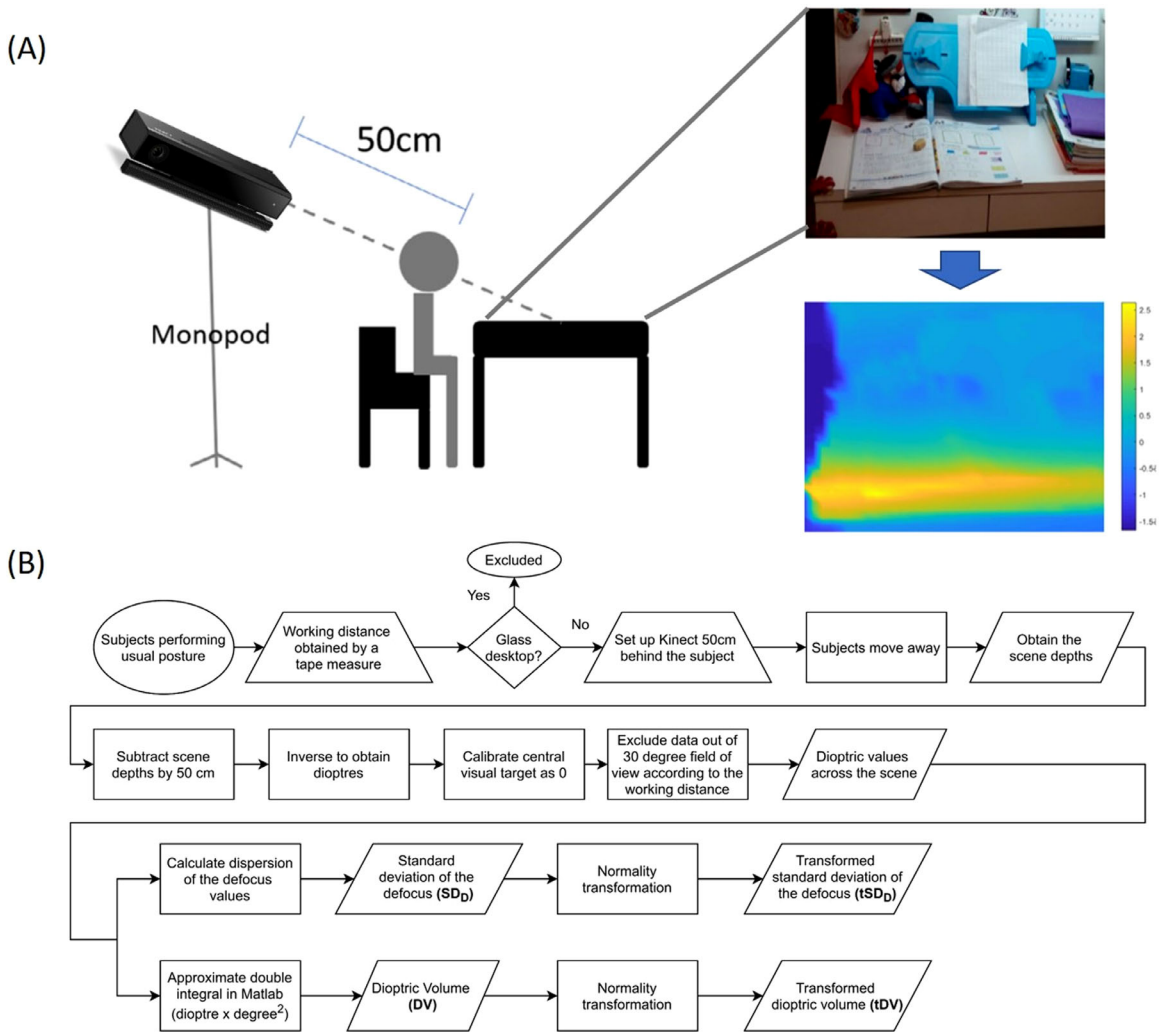 (A)
50cm
Monopod
2.5
2
1.5
1
0.5
0
-0.5
-1
-1.5
(B)
Excluded
Yes
No
Subjects performing
usual posture
Working distance
obtained by a
tape measure
Glass
desktop?
Set up Kinect 50cm
behind the subject
Subjects move away
Obtain the
scene depths
Subtract scene
depths by 50 cm
Inverse to obtain
dioptres
Calibrate central
visual target as 0
Exclude data out of
30 degree field of
view according to the
working distance
Dioptric values
across the scene
Calculate dispersion
of the defocus
values
Standard
deviation of the
defocus (SD_D)
Normality
transformation
Transformed
standard deviation of
the defocus (tSD_D)
Approximate double
integral in Matlab
(dioptre x degree²)
Dioptric Volume
(DV)
Normality
transformation
Transformed
dioptric volume (tDV)